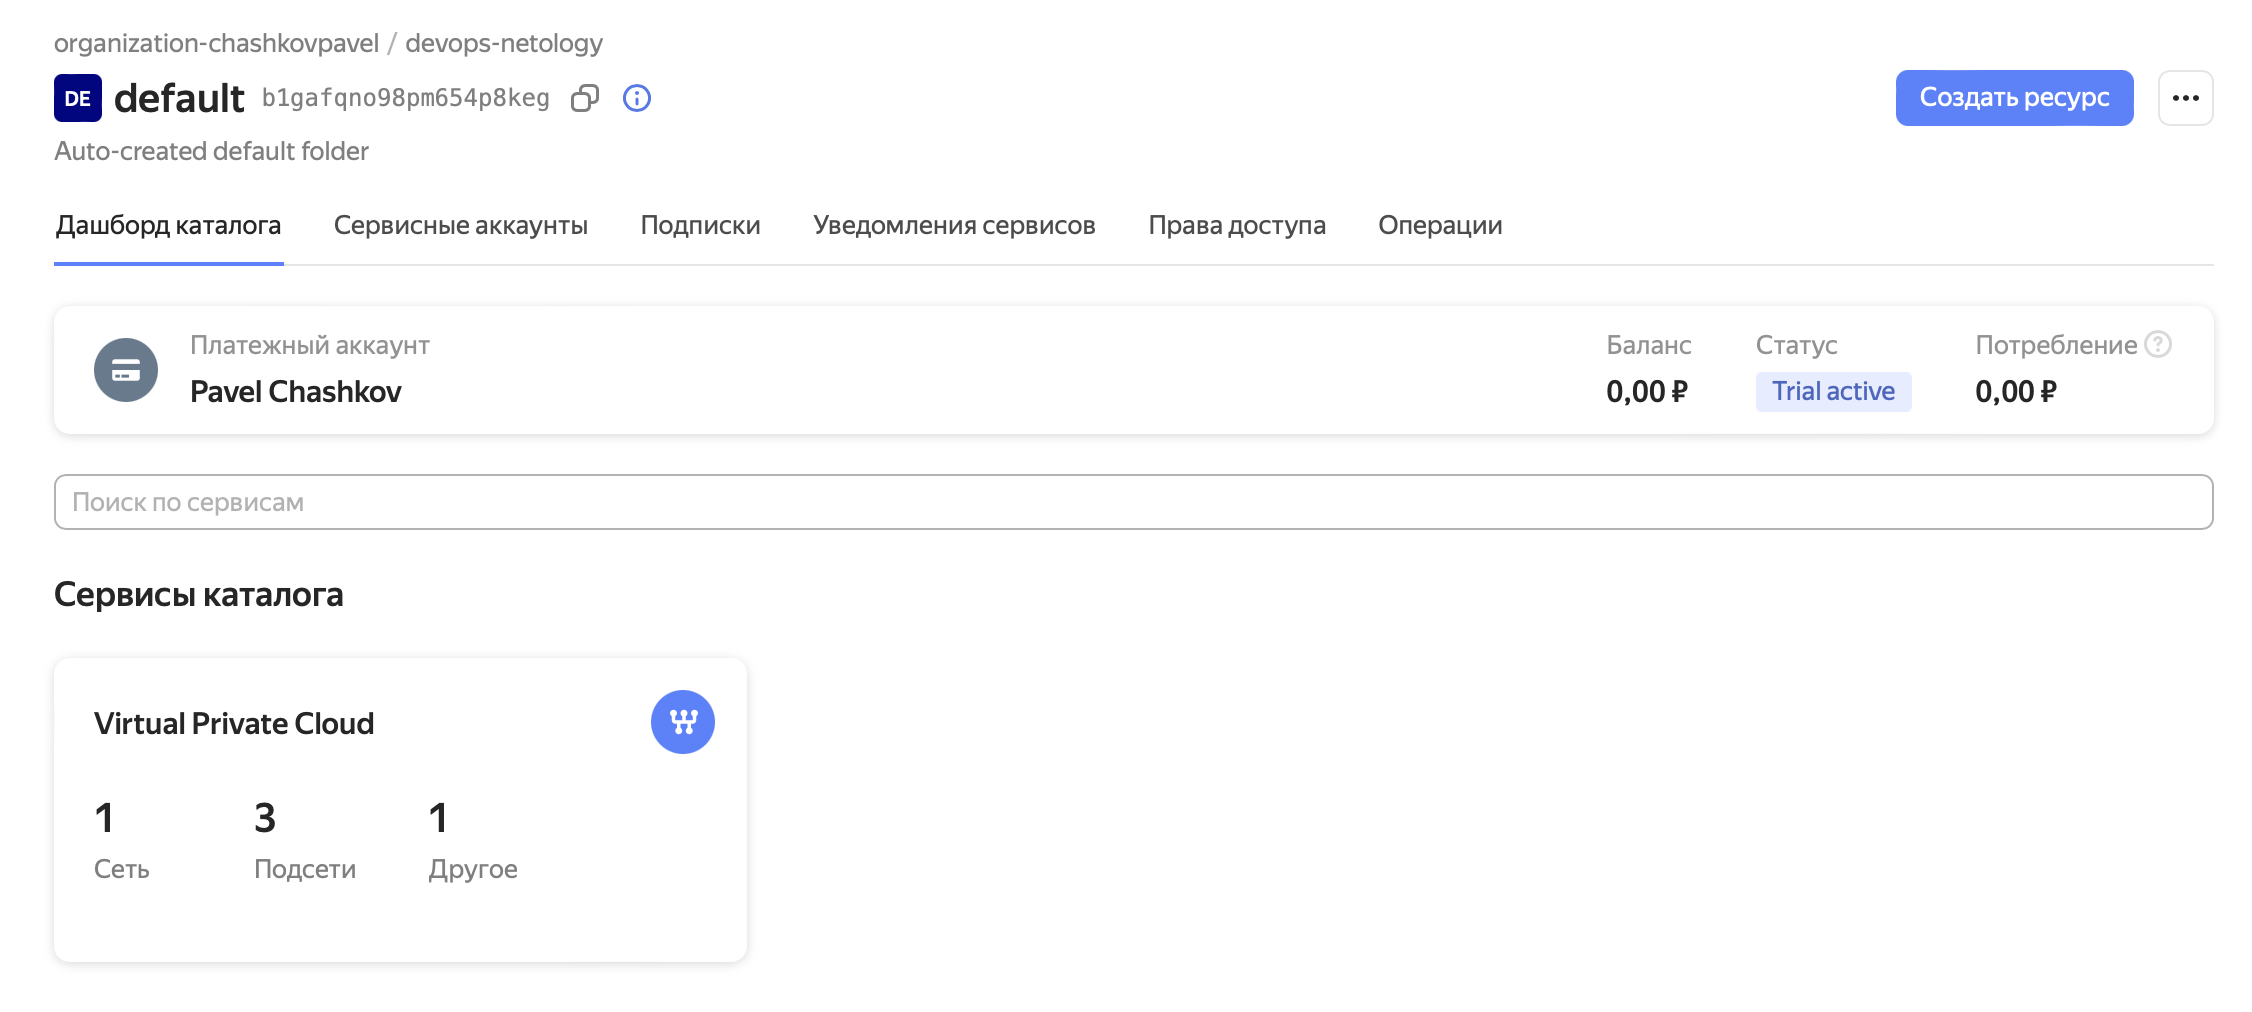 organization-chashkovpavel / devops-netology
DE default b1gafqno98pm654p8keg
Создать ресурс
Auto-created default folder
Дашборд каталога Сервисные аккаунты Подписки Уведомления сервисов Права доступа Операции
Платежный аккаунт
Pavel Chashkov
Баланс Статус Потребление ?
0,00 ₽ Trial active 0,00 ₽
Поиск по сервисам
Сервисы каталога
Virtual Private Cloud
1 3 1
Сеть Подсети Другое